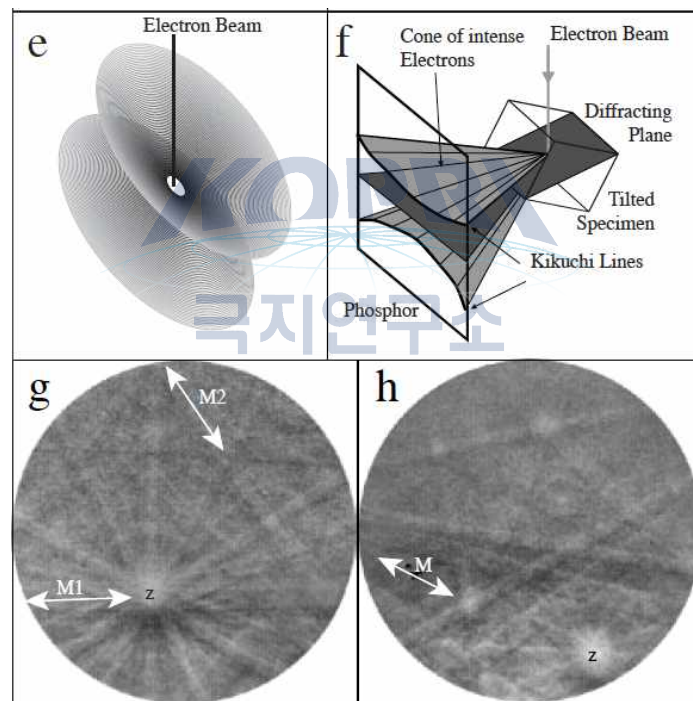 e
Electron Beam
f
Cone of intense
Electrons
Electron Beam
Diffracting
Plane
Tilted
Specimen
Kikuchi Lines
Phosphor
KOPRI
극지연구소
g
M2
M1
z
h
M
z